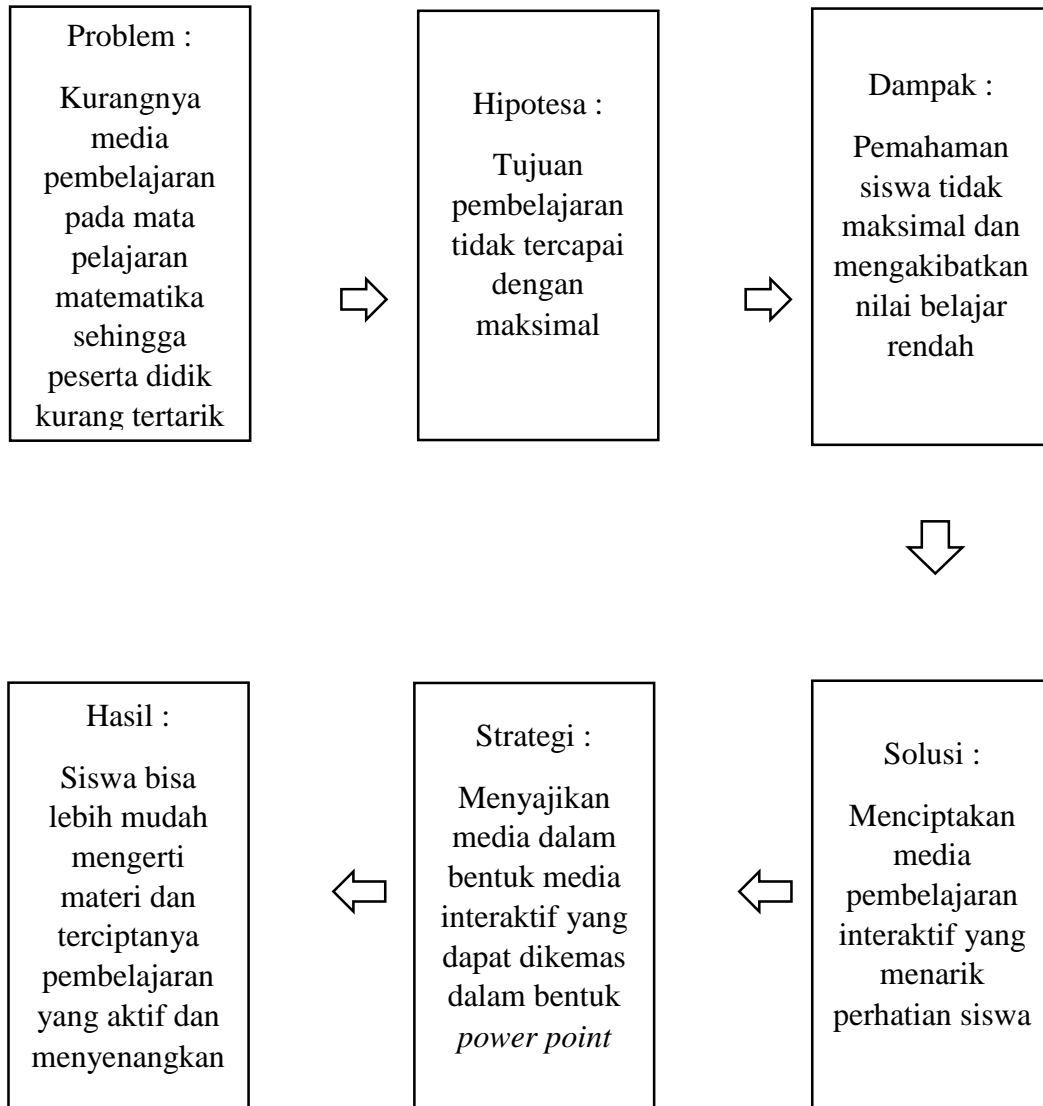 Problem :
Kurangnya
media
pembelajaran
pada mata
pelajaran
matematika
sehingga
peserta didik
kurang tertarik
Hipotesa :
Tujuan
pembelajaran
tidak tercapai
dengan
maksimal
Dampak :
Pemahaman
siswa tidak
maksimal dan
mengakibatkan
nilai belajar
rendah
Solusi :
Menciptakan
media
pembelajaran
interaktif yang
menarik
perhatian siswa
Strategi :
Menyajikan
media dalam
bentuk media
interaktif yang
dapat dikemas
dalam bentuk
power point
Hasil :
Siswa bisa
lebih mudah
mengerti
materi dan
terciptanya
pembelajaran
yang aktif dan
menyenangkan